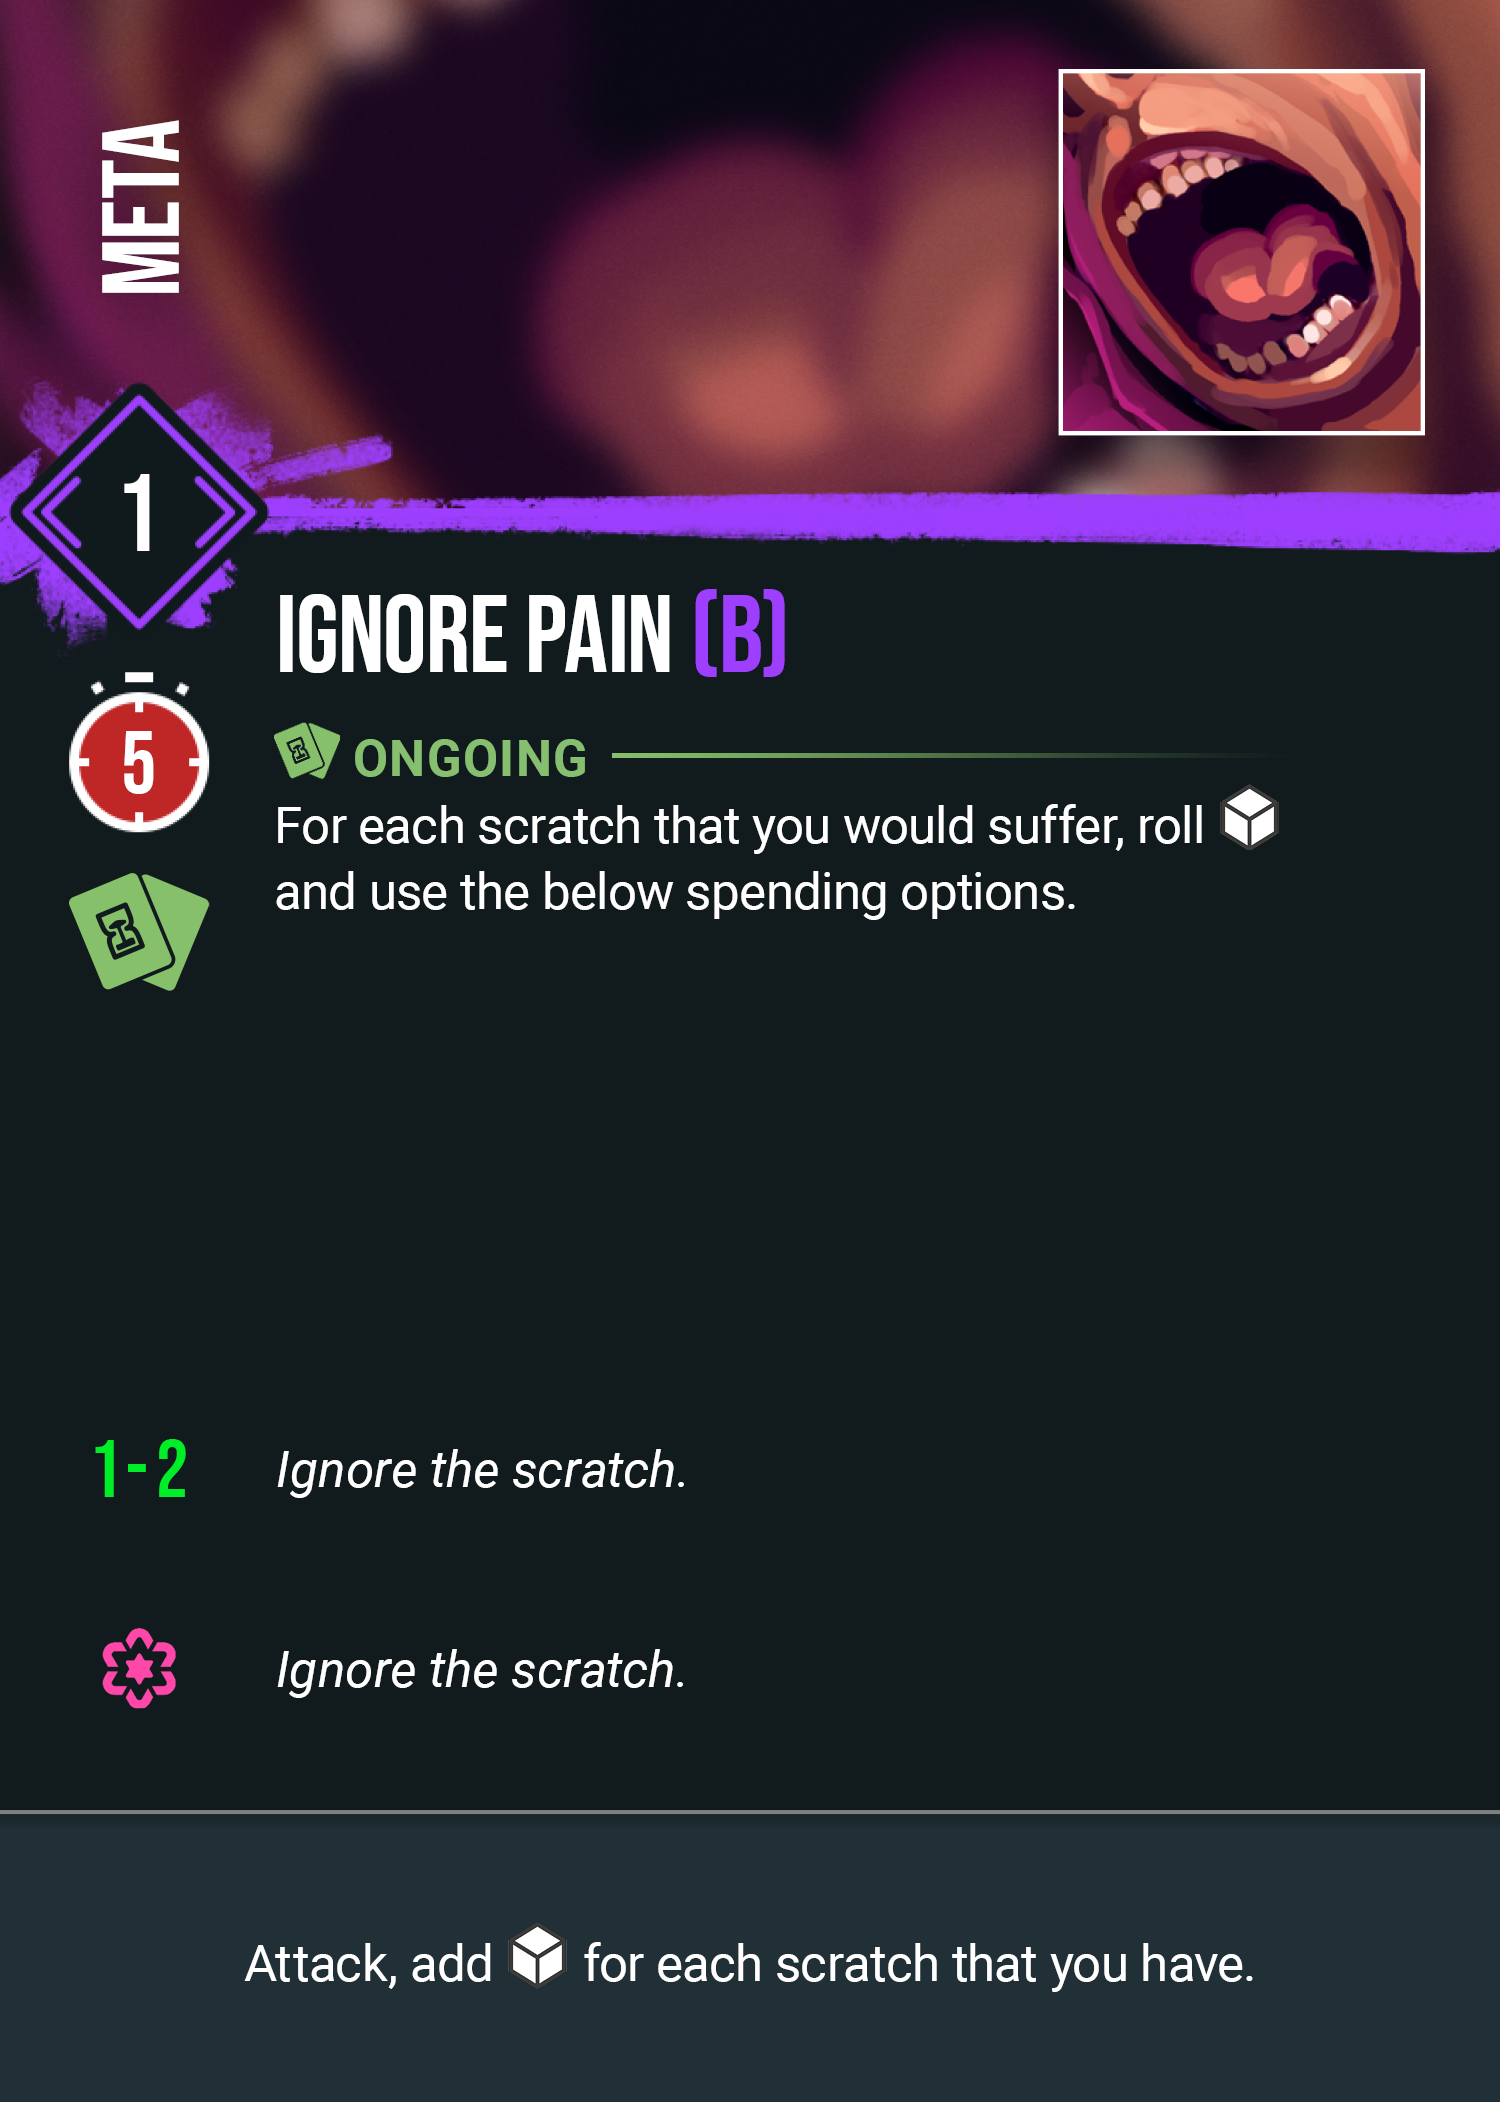 META
1
IGNORE PAIN (B)
5
ONGOING
For each scratch that you would suffer, roll
and use the below spending options.
1-2 Ignore the scratch.
Ignore the scratch.
Attack, add for each scratch that you have.